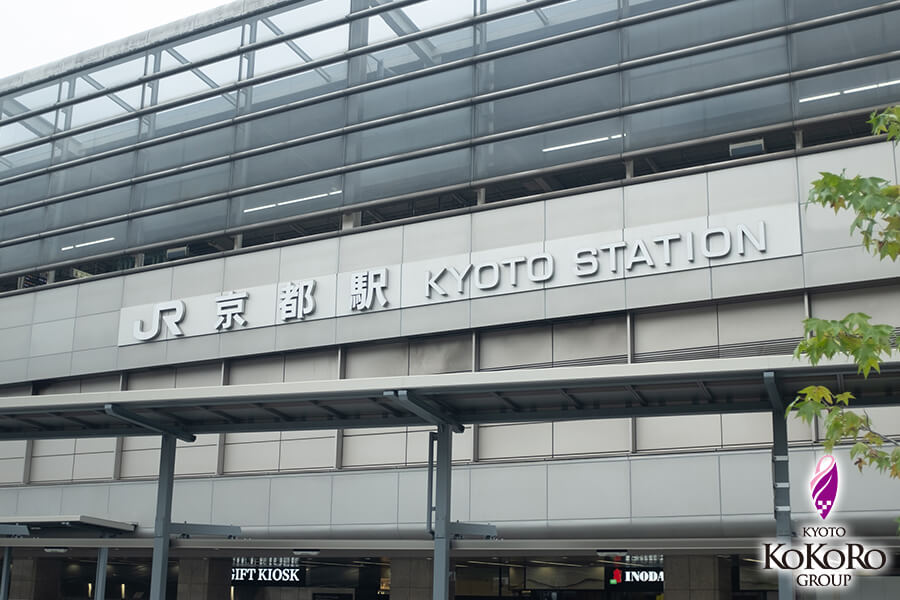 JR 京都駅 KYOTO STATION
GIFT KIOSK
INODA
KYOTO
KOKORO
GROUP